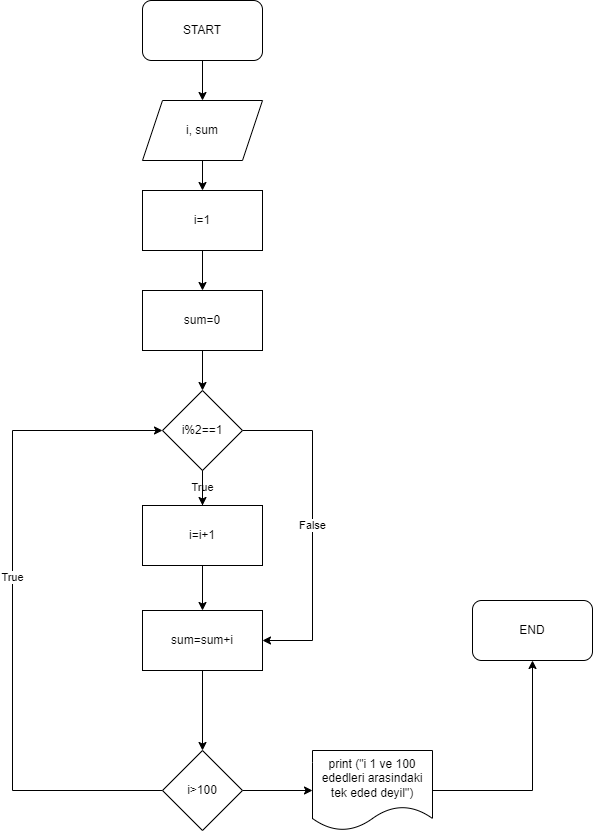 START
i, sum
i=1
sum=0
i%2==1
True
i=i+1
False
True
sum=sum+i
END
i>100
print ("i 1 ve 100
ededleri arasindaki
tek eded deyil")